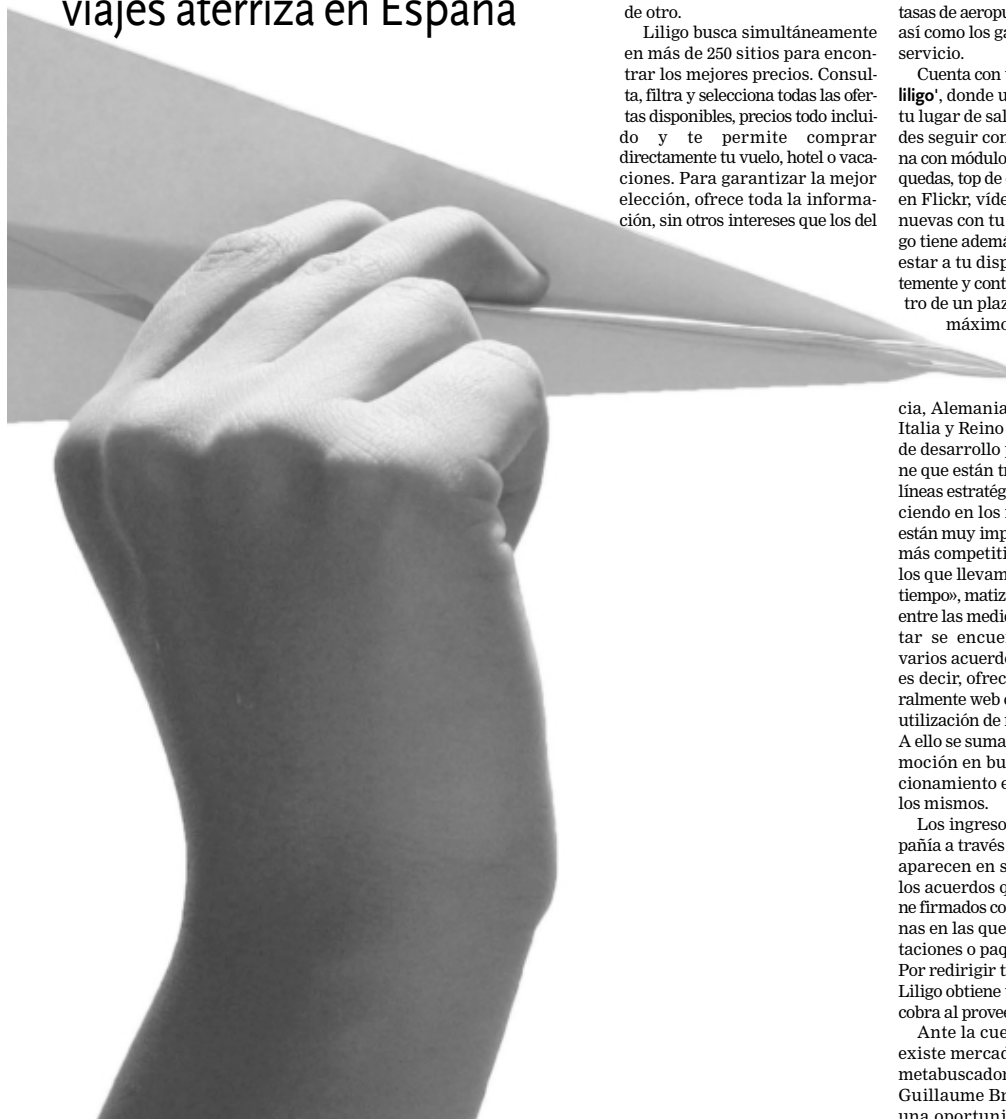 viajes aterriza en España
de otro.
Liligo busca simultáneamente
en más de 250 sitios para encon-
trar los mejores precios. Consul-
ta, filtra y selecciona todas las ofer-
tas disponibles, precios todo inclui-
do y te permite comprar
directamente tu vuelo, hotel o vaca-
ciones. Para garantizar la mejor
elección, ofrece toda la informa-
ción, sin otros intereses que los del
tasas de aeropu
así como los ga
servicio.
Cuenta con
liligo', donde u
tu lugar de sal
des seguir con
na con módulo
quedas, top de
en Flickr, víde
nuevas con tu
go tiene ademá
estar a tu disp
temente y cont
tro de un plaz
máximo
cia, Alemania
Italia y Reino
de desarrollo
ne que están tr
líneas estratég
ciendo en los
están muy imp
más competiti
los que llevam
tiempo», matiz
entre las medi
tar se encue
varios acuerd
es decir, ofrec
ralmente web
utilización de
A ello se suma
moción en bu
cionamiento e
los mismos.
Los ingreso
pañía a través
aparecen en s
los acuerdos q
ne firmados co
nas en las que
taciones o paq
Por redirigir t
Liligo obtiene
cobra al provee
Ante la cue
existe mercad
metabuscador
Guillaume Br
una oportuni